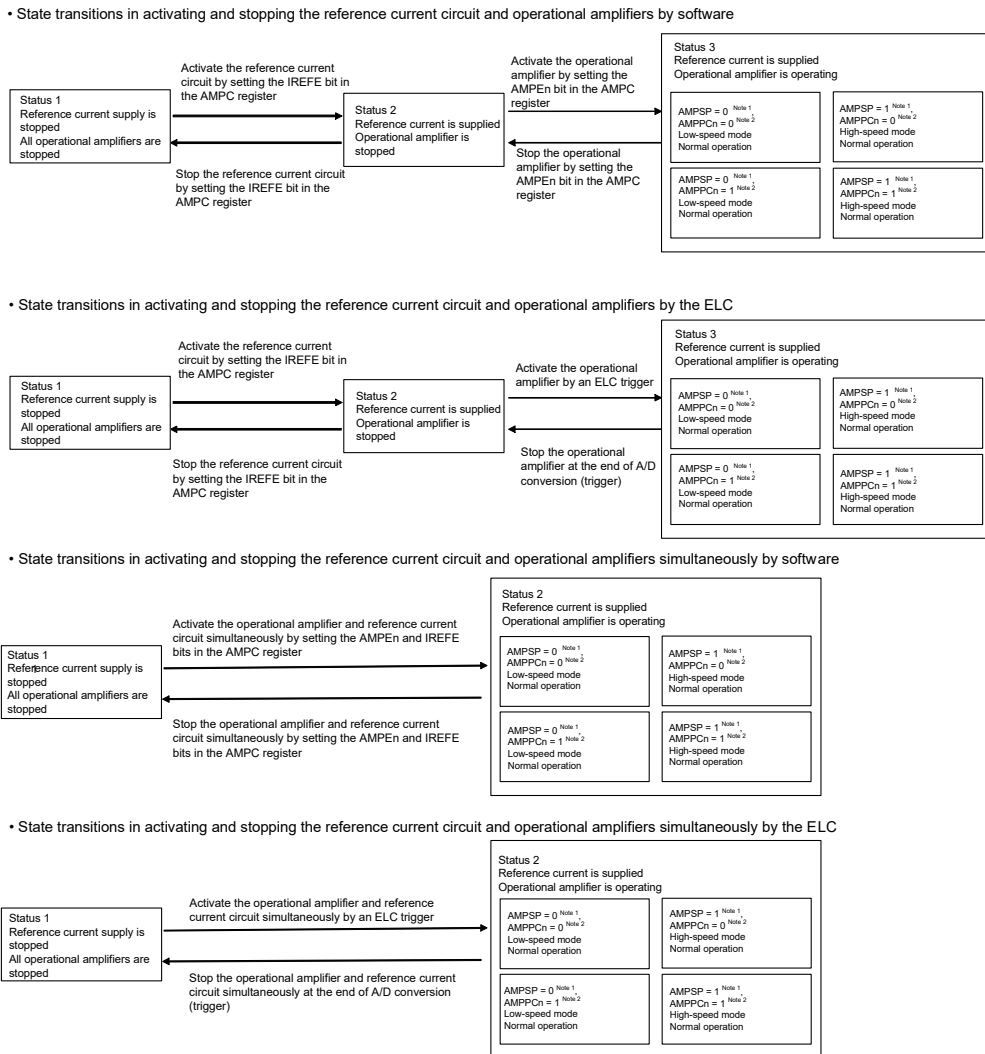 • State transitions in activating and stopping the reference current circuit and operational amplifiers by software
Status 1
Reference current supply is
stopped
All operational amplifiers are
stopped
Activate the reference current
circuit by setting the IREFE bit in
the AMPC register
Stop the reference current circuit
by setting the IREFE bit in the
AMPC register
Status 2
Reference current is supplied
Operational amplifier is
stopped
Activate the operational
amplifier by setting the
AMPEn bit in the AMPC
register
Stop the operational
amplifier by setting the
AMPEn bit in the AMPC
register
Status 3
Reference current is supplied
Operational amplifier is operating
AMPSP = 0 Note 1,
AMPPCn = 0 Note 2
Low-speed mode
Normal operation
AMPSP = 1 Note 1,
AMPPCn = 0 Note 2
High-speed mode
Normal operation
AMPSP = 0 Note 1,
AMPPCn = 1 Note 2
Low-speed mode
Normal operation
AMPSP = 1 Note 1,
AMPPCn = 1 Note 2
High-speed mode
Normal operation
• State transitions in activating and stopping the reference current circuit and operational amplifiers by the ELC
Status 1
Reference current supply is
stopped
All operational amplifiers are
stopped
Activate the reference current
circuit by setting the IREFE bit in
the AMPC register
Stop the reference current circuit
by setting the IREFE bit in the
AMPC register
Status 2
Reference current is supplied
Operational amplifier is
stopped
Activate the operational
amplifier by an ELC trigger
Stop the operational
amplifier at the end of A/D
conversion (trigger)
Status 3
Reference current is supplied
Operational amplifier is operating
AMPSP = 0 Note 1,
AMPPCn = 0 Note 2
Low-speed mode
Normal operation
AMPSP = 1 Note 1,
AMPPCn = 0 Note 2
High-speed mode
Normal operation
AMPSP = 0 Note 1,
AMPPCn = 1 Note 2
Low-speed mode
Normal operation
AMPSP = 1 Note 1,
AMPPCn = 1 Note 2
High-speed mode
Normal operation
• State transitions in activating and stopping the reference current circuit and operational amplifiers simultaneously by software
Status 1
Reference current supply is
stopped
All operational amplifiers are
stopped
Activate the operational amplifier and reference current
circuit simultaneously by setting the AMPEn and IREFE
bits in the AMPC register
Stop the operational amplifier and reference current
circuit simultaneously by setting the AMPEn and IREFE
bits in the AMPC register
Status 2
Reference current is supplied
Operational amplifier is operating
AMPSP = 0 Note 1,
AMPPCn = 0 Note 2
Low-speed mode
Normal operation
AMPSP = 1 Note 1,
AMPPCn = 0 Note 2
High-speed mode
Normal operation
AMPSP = 0 Note 1,
AMPPCn = 1 Note 2
Low-speed mode
Normal operation
AMPSP = 1 Note 1,
AMPPCn = 1 Note 2
High-speed mode
Normal operation
• State transitions in activating and stopping the reference current circuit and operational amplifiers simultaneously by the ELC
Status 1
Reference current supply is
stopped
All operational amplifiers are
stopped
Activate the operational amplifier and reference
current circuit simultaneously by an ELC trigger
Stop the operational amplifier and reference current
circuit simultaneously at the end of A/D conversion
(trigger)
Status 2
Reference current is supplied
Operational amplifier is operating
AMPSP = 0 Note 1,
AMPPCn = 0 Note 2
Low-speed mode
Normal operation
AMPSP = 1 Note 1,
AMPPCn = 0 Note 2
High-speed mode
Normal operation
AMPSP = 0 Note 1,
AMPPCn = 1 Note 2
Low-speed mode
Normal operation
AMPSP = 1 Note 1,
AMPPCn = 1 Note 2
High-speed mode
Normal operation